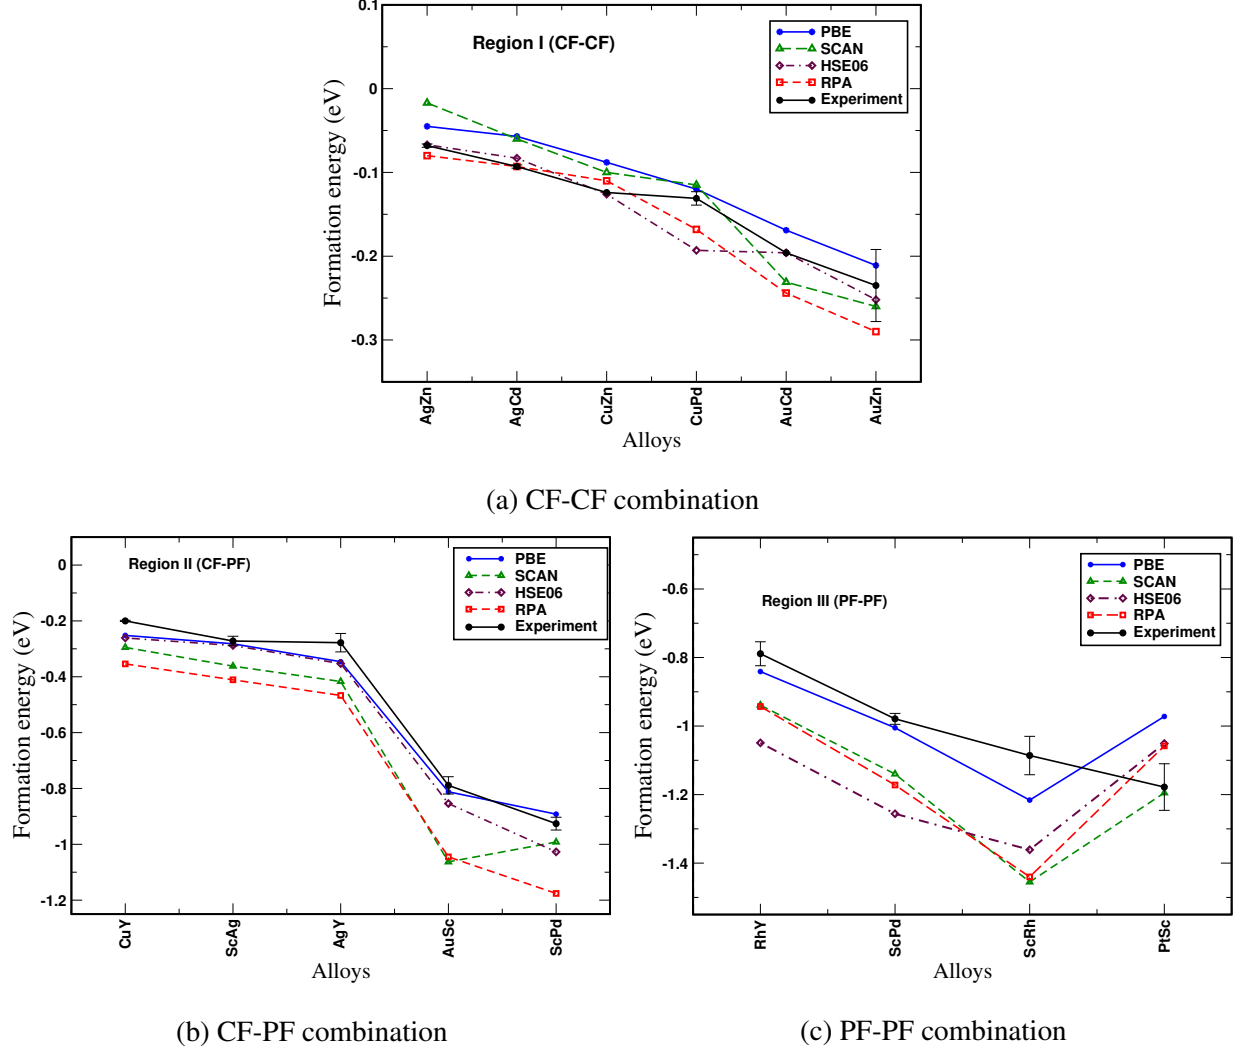 0.1
0
-0.1
-0.2
-0.3
Formation energy (eV)
Region I (CF-CF)
PBE
SCAN
HSE06
RPA
Experiment
AgZn
AgCd
CuZn
CuPd
AuCd
AuZn
Alloys
(a) CF-CF combination
0
-0.2
-0.4
-0.6
-0.8
-1
-1.2
Formation energy (eV)
Region II (CF-PF)
PBE
SCAN
HSE06
RPA
Experiment
CuY
ScAg
AgY
AuSc
ScPd
Alloys
(b) CF-PF combination
-0.6
-0.8
-1
-1.2
-1.4
Formation energy (eV)
Region III (PF-PF)
PBE
SCAN
HSE06
RPA
Experiment
RhY
ScPd
ScRh
PtSc
Alloys
(c) PF-PF combination